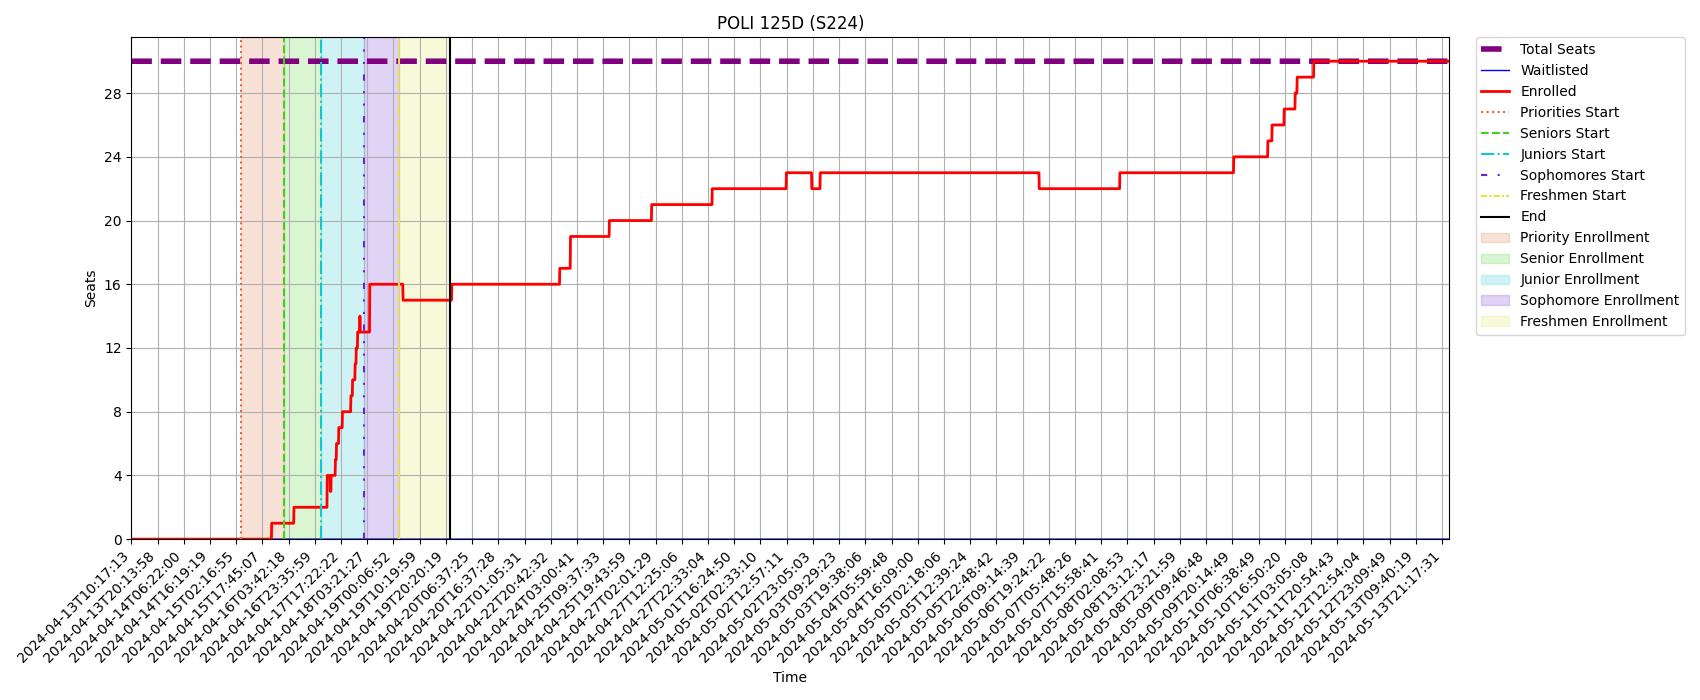 POLI 125D (S224)
Seats
28
24
20
16
12
8
4
0
2024-04-13T10:17:13
2024-04-13T20:13:58
2024-04-14T06:22:00
2024-04-14T16:19:19
2024-04-15T02:16:55
2024-04-15T17:45:07
2024-04-16T03:42:18
2024-04-16T23:35:59
2024-04-17T17:22:22
2024-04-18T03:21:27
2024-04-19T00:06:52
2024-04-19T10:19:59
2024-04-19T20:20:19
2024-04-20T06:37:25
2024-04-20T16:37:28
2024-04-22T01:05:31
2024-04-22T20:42:32
2024-04-24T03:00:41
2024-04-25T09:37:33
2024-04-25T19:43:59
2024-04-27T02:01:29
2024-04-27T12:25:06
2024-04-27T22:33:04
2024-05-01T16:24:50
2024-05-02T02:33:10
2024-05-02T12:57:11
2024-05-02T23:05:03
2024-05-03T09:29:23
2024-05-03T19:38:06
2024-05-04T05:59:48
2024-05-04T16:09:00
2024-05-05T02:18:06
2024-05-05T12:39:24
2024-05-05T22:48:42
2024-05-06T09:14:39
2024-05-06T19:24:22
2024-05-07T05:48:26
2024-05-07T15:58:41
2024-05-08T02:08:53
2024-05-08T13:12:17
2024-05-08T23:21:59
2024-05-09T09:46:48
2024-05-09T20:14:49
2024-05-10T06:38:49
2024-05-10T16:50:20
2024-05-11T03:05:08
2024-05-11T20:54:43
2024-05-12T12:54:04
2024-05-12T23:09:49
2024-05-13T09:40:19
2024-05-13T21:17:31
Time
Total Seats
Waitlisted
Enrolled
Priorities Start
Seniors Start
Juniors Start
Sophomores Start
Freshmen Start
End
Priority Enrollment
Senior Enrollment
Junior Enrollment
Sophomore Enrollment
Freshmen Enrollment